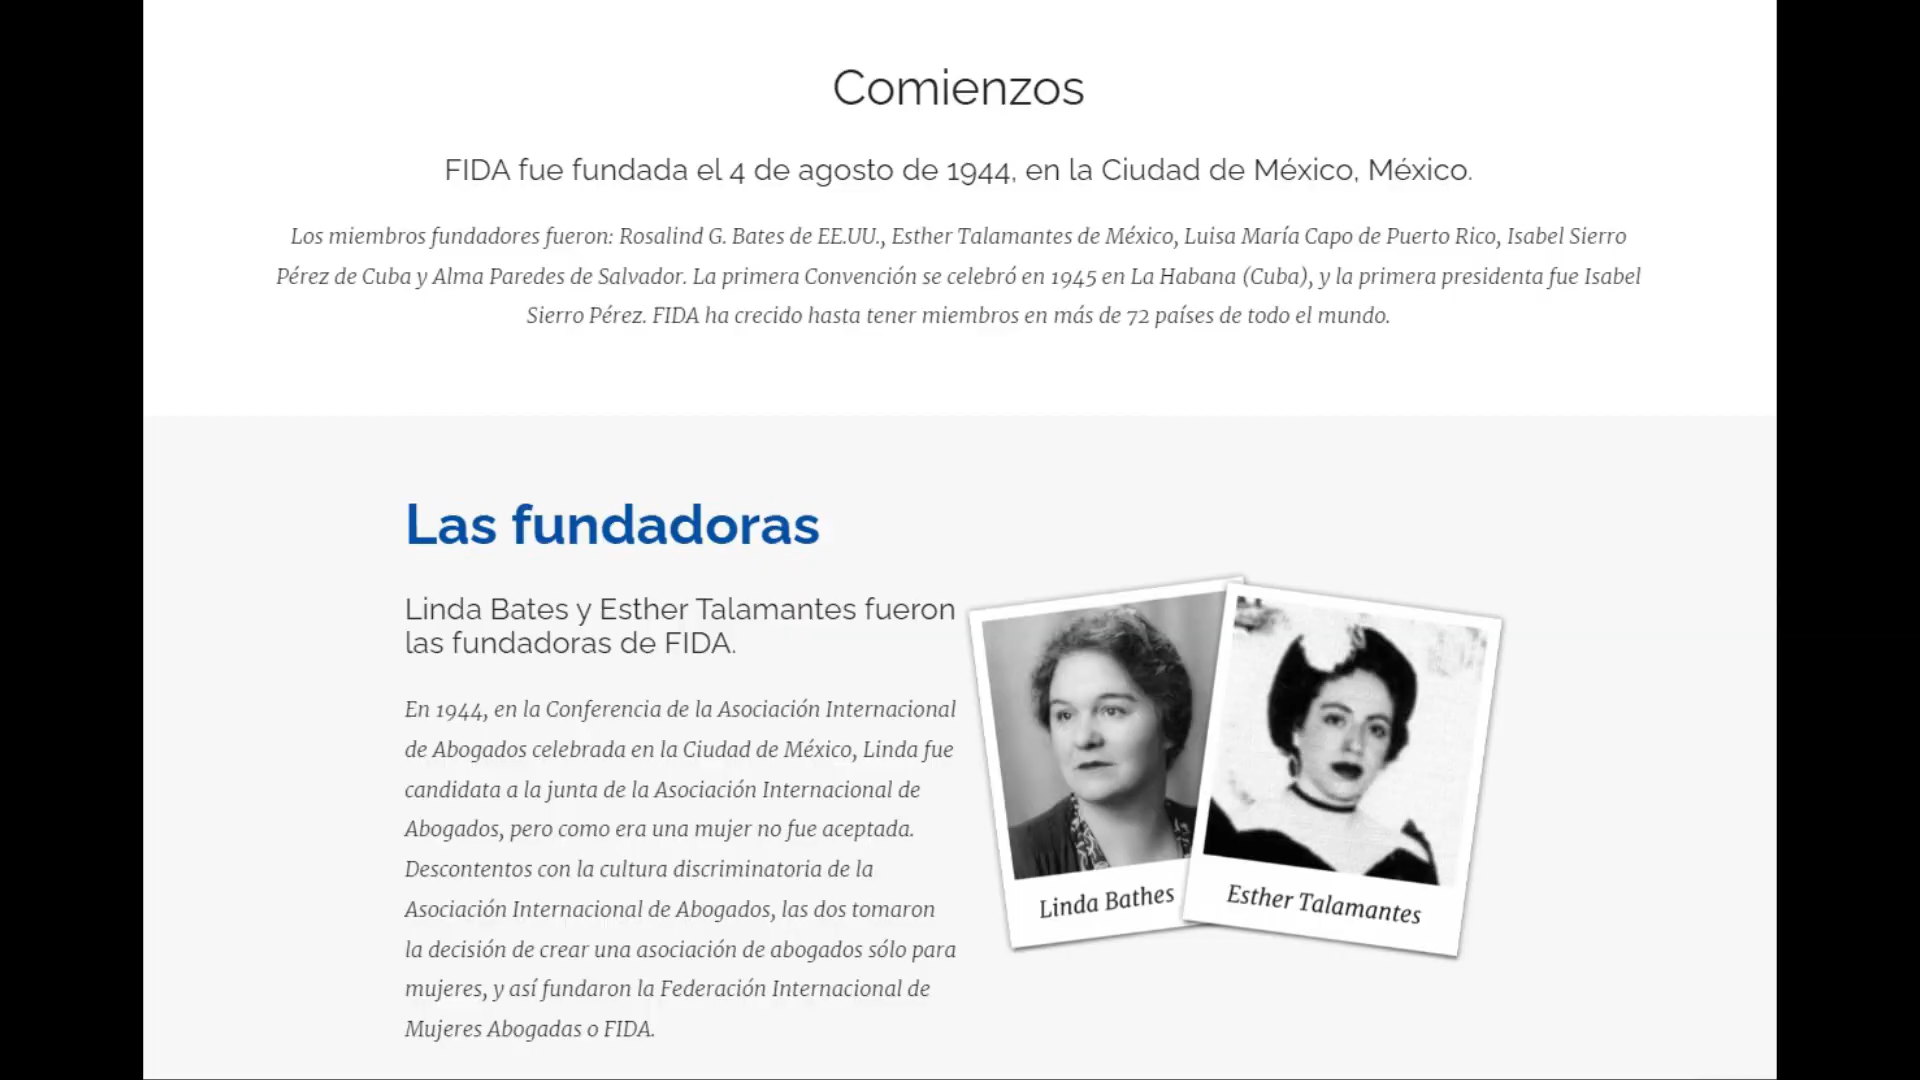 Comienzos
FIDA fue fundada el 4 de agosto de 1944, en la Ciudad de México, México.
Los miembros fundadores fueron: Rosalind G. Bates de EE.UU., Esther Talamantes de México, Luisa María Capo de Puerto Rico, Isabel Sierro
Pérez de Cuba y Alma Paredes de Salvador. La primera Convención se celebró en 1945 en La Habana (Cuba), y la primera presidenta fue Isabel
Sierro Pérez. FIDA ha crecido hasta tener miembros en más de 72 países de todo el mundo.
Las fundadoras
Linda Bates y Esther Talamantes fueron
las fundadoras de FIDA.
En 1944, en la Conferencia de la Asociación Internacional
de Abogados celebrada en la Ciudad de México, Linda fue
candidata a la junta de la Asociación Internacional de
Abogados, pero como era una mujer no fue aceptada.
Descontentos con la cultura discriminatoria de la
Asociación Internacional de Abogados, las dos tomaron
la decisión de crear una asociación de abogados sólo para
mujeres, y así fundaron la Federación Internacional de
Mujeres Abogadas o FIDA.
Linda Bathes
Esther Talamantes